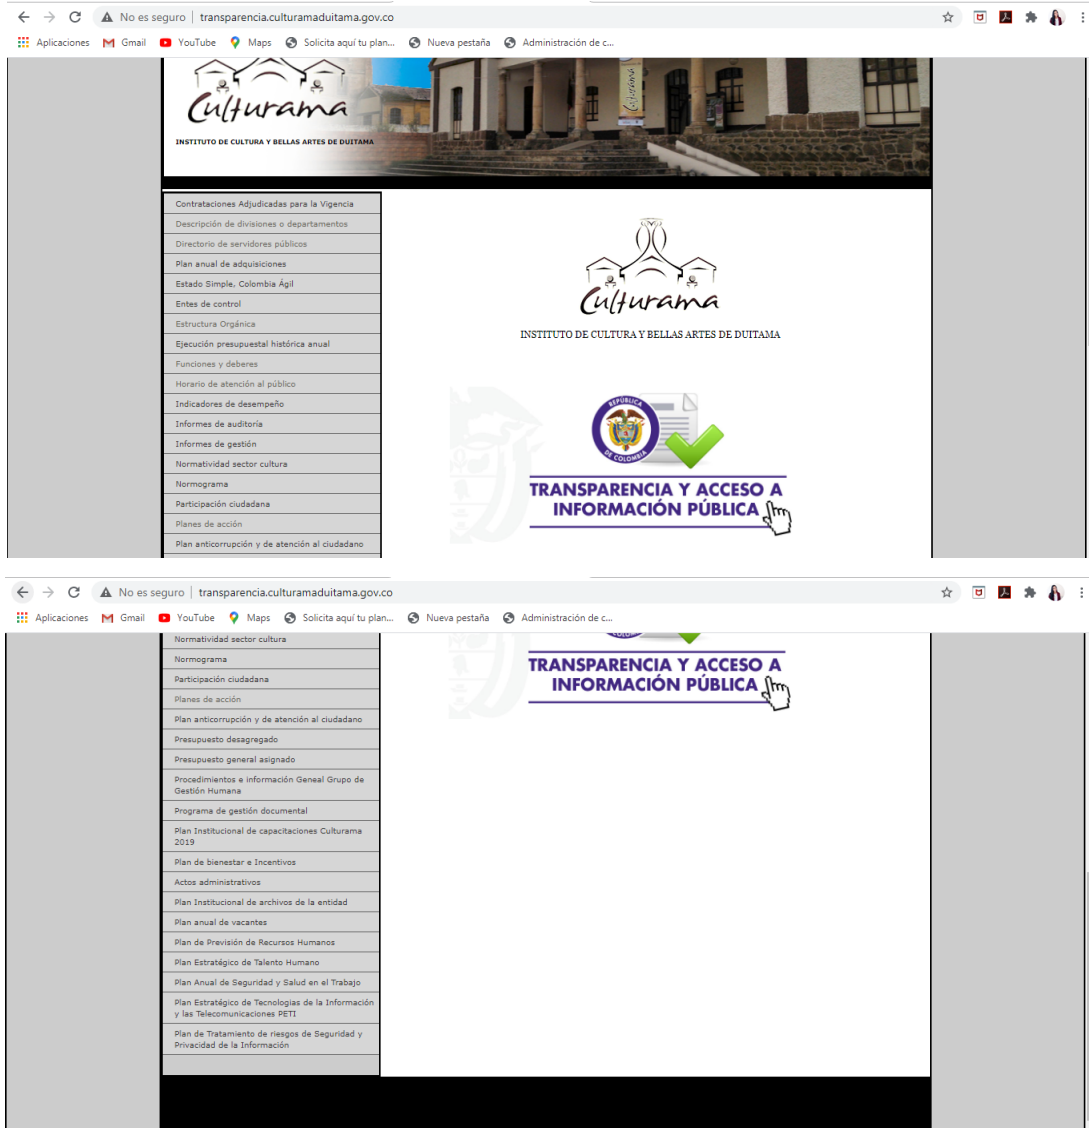 No es seguro | transparencia.culturamaduitama.gov.co
Aplicaciones Gmail YouTube Maps Solicita aquí tu plan... Nueva pestaña Administración de c...
Culturama
INSTITUTO DE CULTURA Y BELLAS ARTES DE DUITAMA
Culturama
Contrataciones Adjudicadas para la Vigencia
Descripción de divisiones o departamentos
Directorio de servidores públicos
Plan anual de adquisiciones
Estado Simple, Colombia Ágil
Entes de control
Estructura Orgánica
Ejecución presupuestal histórica anual
Funciones y deberes
Horario de atención al público
Indicadores de desempeño
Informes de auditoría
Informes de gestión
Normatividad sector cultura
Normograma
Participación ciudadana
Planes de acción
Plan anticorrupción y de atención al ciudadano
Culturama
INSTITUTO DE CULTURA Y BELLAS ARTES DE DUITAMA
REPÚBLICA
DE COLOMBIA
TRANSPARENCIA Y ACCESO A
INFORMACIÓN PÚBLICA
No es seguro | transparencia.culturamaduitama.gov.co
Aplicaciones Gmail YouTube Maps Solicita aquí tu plan... Nueva pestaña Administración de c...
Normatividad sector cultura
Normograma
Participación ciudadana
Planes de acción
Plan anticorrupción y de atención al ciudadano
Presupuesto desagregado
Presupuesto general asignado
Procedimientos e información Geneal Grupo de
Gestión Humana
Programa de gestión documental
Plan Institucional de capacitaciones Culturama
2019
Plan de bienestar e Incentivos
Actos administrativos
Plan Institucional de archivos de la entidad
Plan anual de vacantes
Plan de Previsión de Recursos Humanos
Plan Estratégico de Talento Humano
Plan Anual de Seguridad y Salud en el Trabajo
Plan Estratégico de Tecnologias de la Información
y las Telecomunicaciones PETI
Plan de Tratamiento de riesgos de Seguridad y
Privacidad de la Información
TRANSPARENCIA Y ACCESO A
INFORMACIÓN PÚBLICA